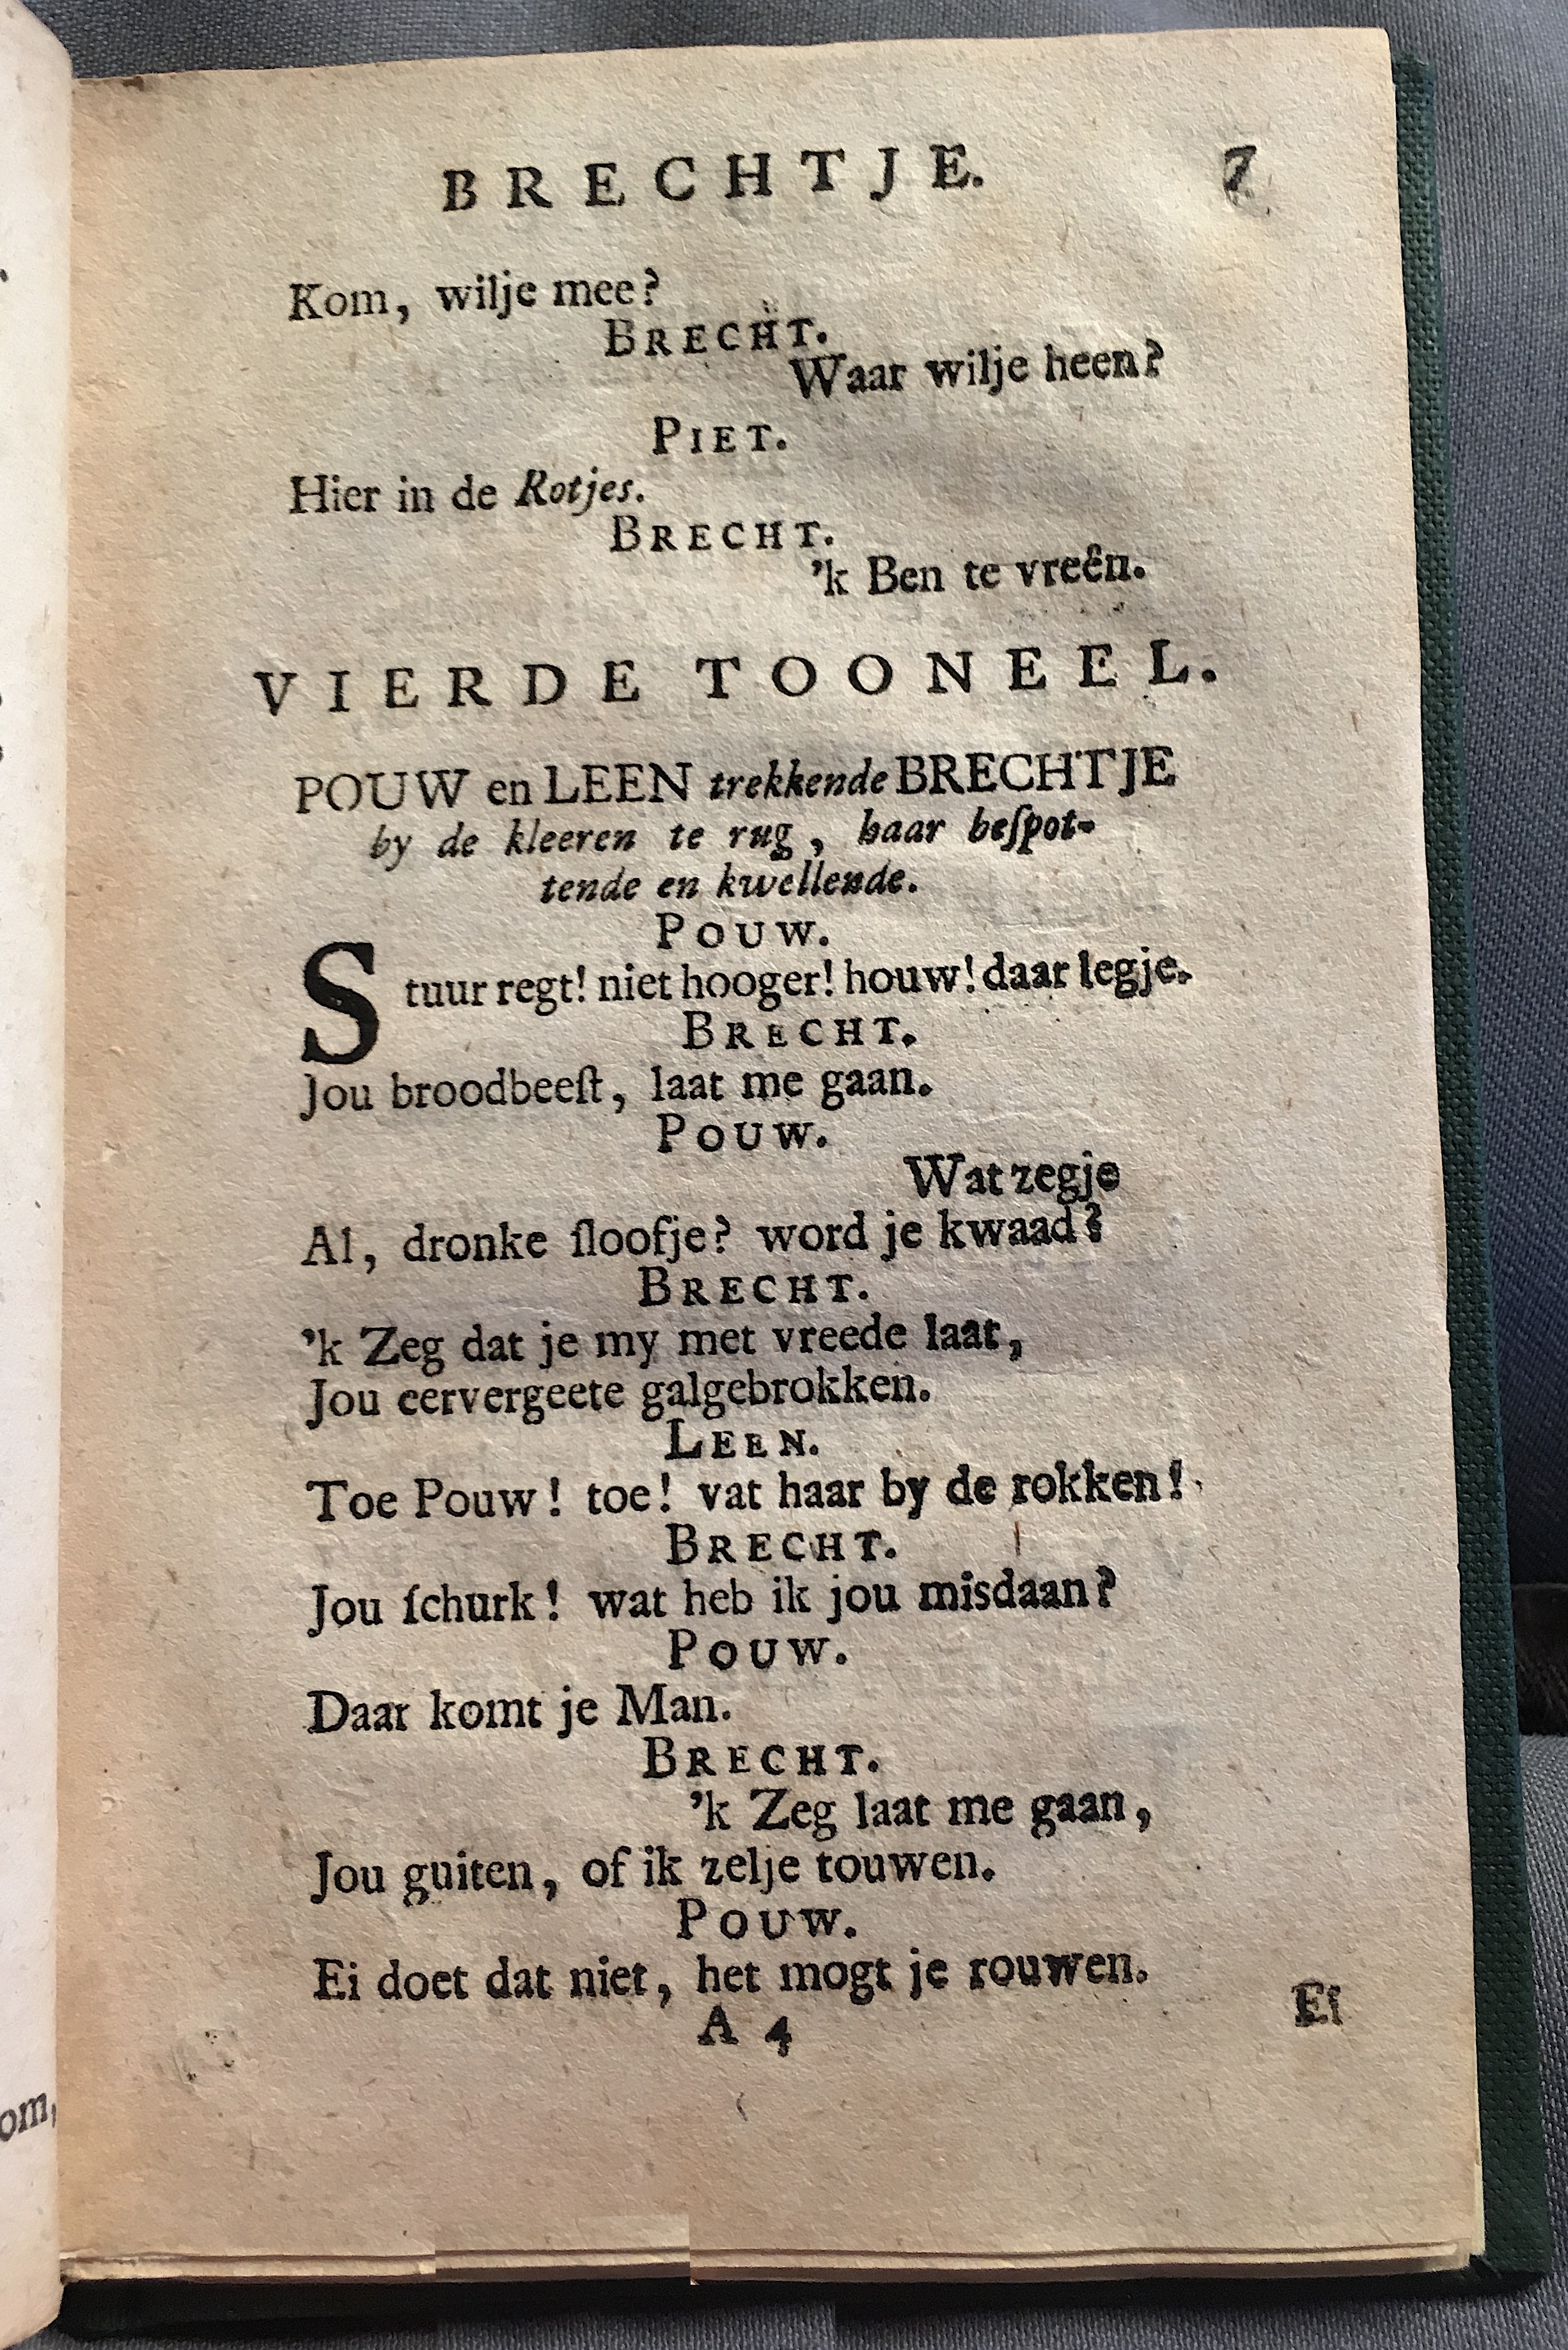 BRECHTJE. 7
Kom, wilje mee?
BRECHT.
Waar wilje heen?
PIET.
Hier in de Rotjes.
BRECHT.
'k Ben te vreên.
VIERDE TOONEEL.
POUW en LEEN trekkende BRECHTJE
by de kleeren te rug, haar beſpot-
tende en kwellende.
POUW.
Stuur regt! niet hooger! houw! daar legje.
BRECHT.
Jou broodbeeſt, laat me gaan.
POUW.
Wat zegje
Al, dronke ſloofje? word je kwaad?
BRECHT.
'k Zeg dat je my met vreede laat,
Jou eervergeete galgebrokken.
LEEN.
Toe Pouw! toe! vat haar by de rokken!
BRECHT.
Jou ſchurk! wat heb ik jou misdaan?
POUW.
Daar komt je Man.
BRECHT.
'k Zeg laat me gaan,
Jou guiten, of ik zelje touwen.
POUW.
Ei doet dat niet, het mogt je rouwen.
A 4 Ei
om,